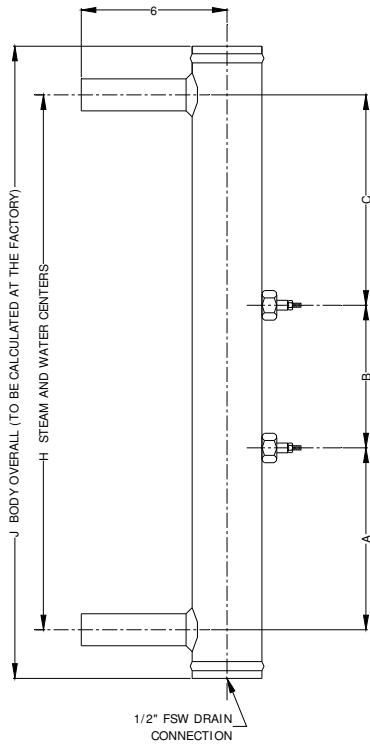 6
J BODY OVERALL (TO BE CALCULATED AT THE FACTORY)
H STEAM AND WATER CENTERS
C
B
A
1/2" FSW DRAIN
CONNECTION